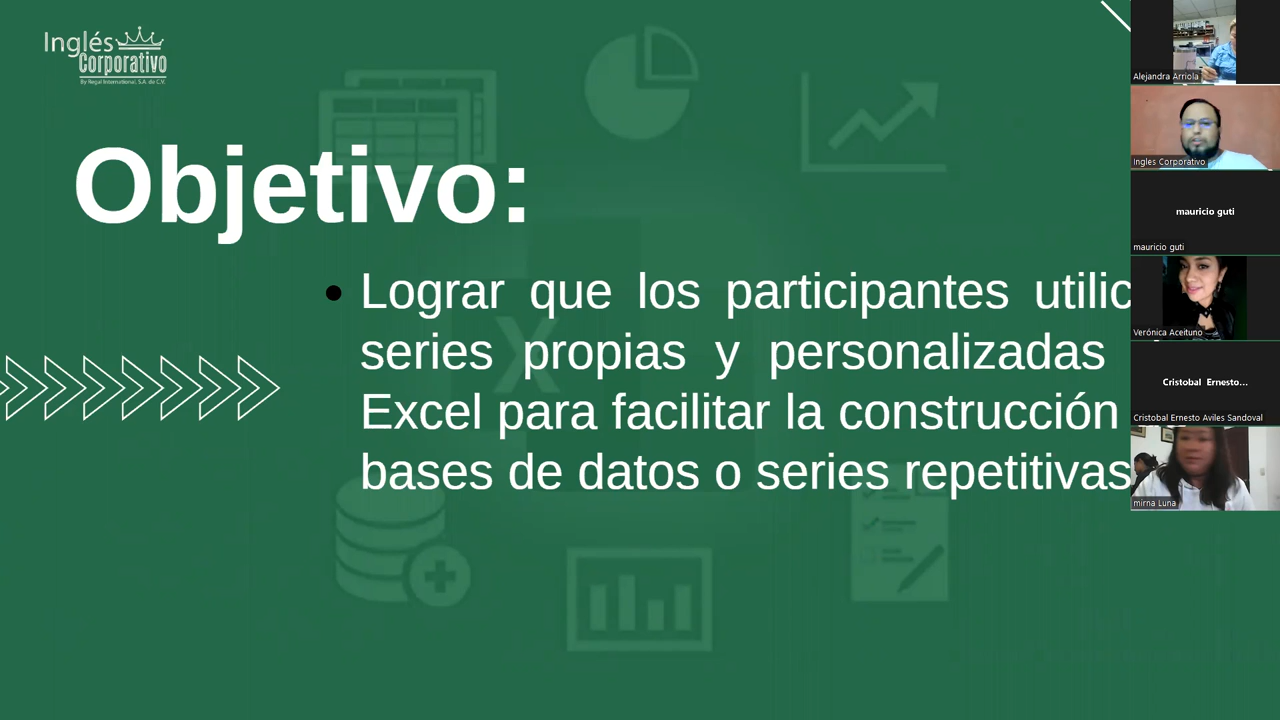 Inglés
Corporativo
By Regal International, S.A. de C.V.
Objetivo:
• Lograr que los participantes utilic
series propias y personalizadas
Excel para facilitar la construcción
bases de datos o series repetitivas
Alejandra Arriola
Ingles Corporativo
mauricio guti
mauricio guti
Verónica Aceituno
Cristobal Ernesto...
Cristobal Ernesto Aviles Sandoval
mirna Luna